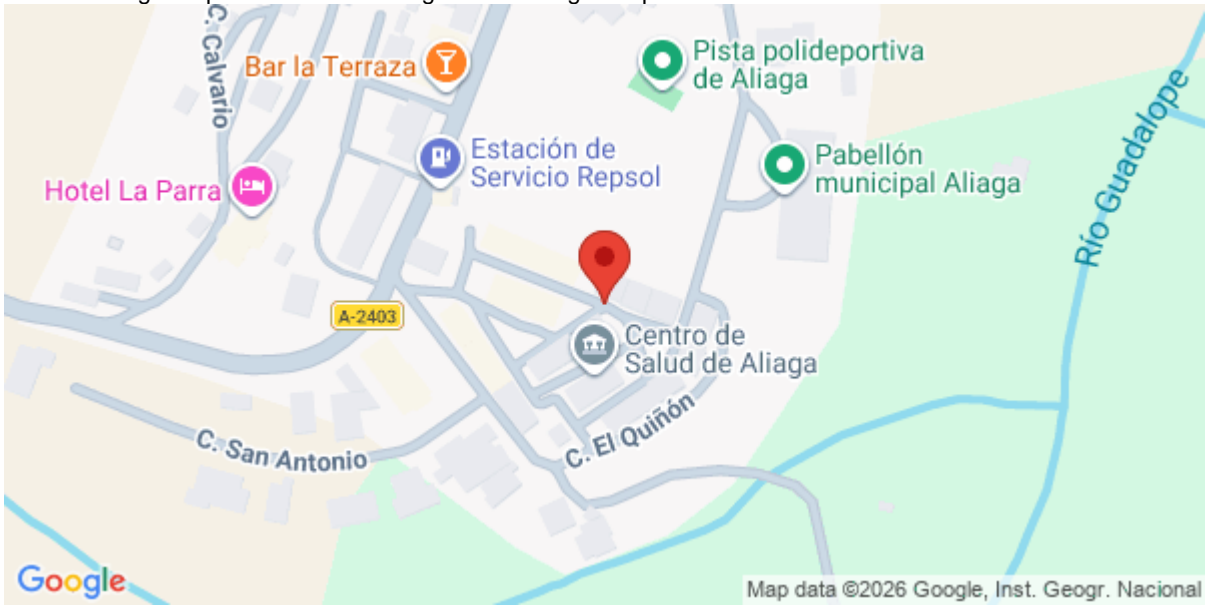 C. Calvario
Bar la Terraza
Pista polideportiva
de Aliaga
Estación de
Servicio Repsol
Pabellón
municipal Aliaga
Hotel La Parra
Río Guadalope
A-2403
Centro de
Salud de Aliaga
C. El Quiñón
C. San Antonio
Google
Map data ©2026 Google, Inst. Geogr. Nacional